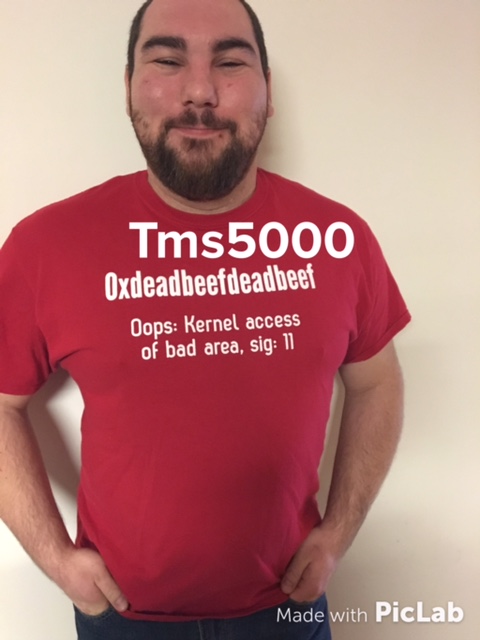 Tms5000
0xdeadbeefdeadbeef
Oops: Kernel access
of bad area, sig: 11
Made with PicLab